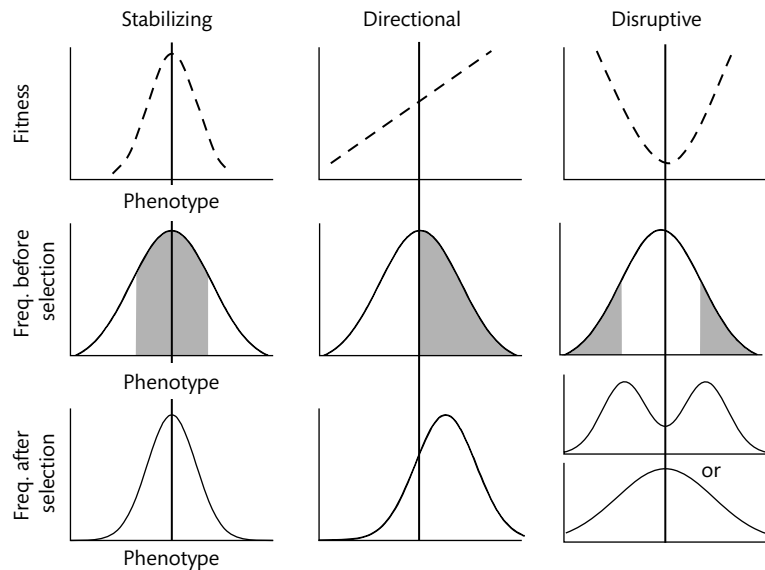 Stabilizing
Directional
Disruptive
Fitness
Phenotype
Freq. before
selection
Phenotype
Freq. after
selection
or
Phenotype